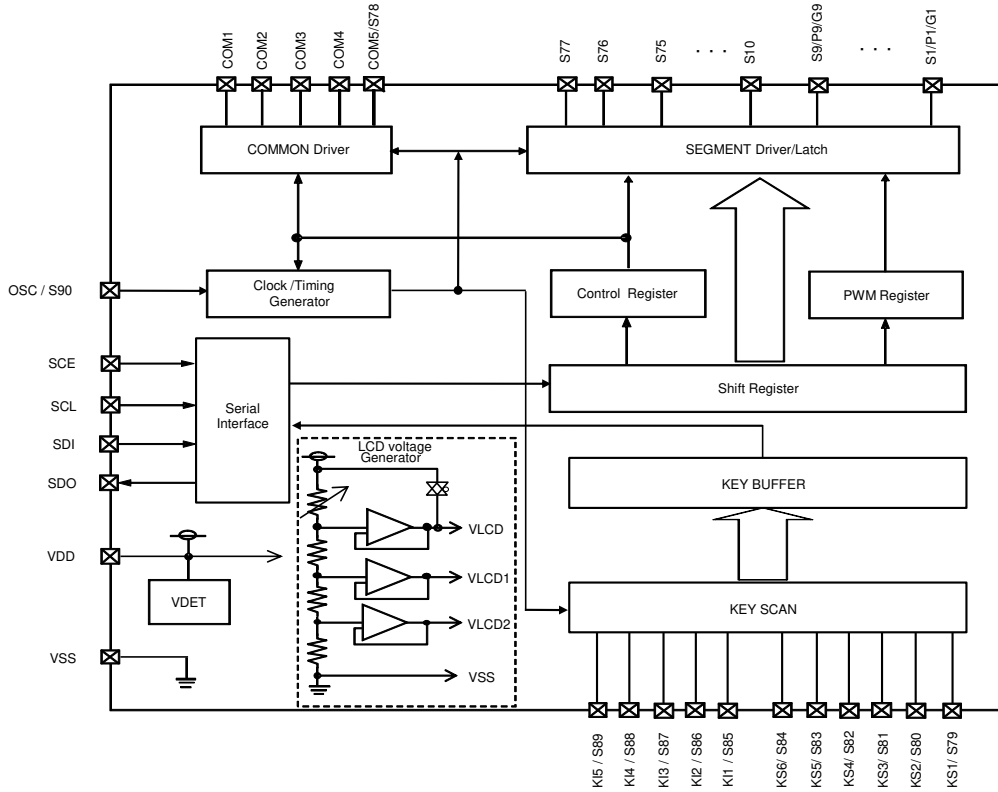 COM1
COM2
COM3
COM4
COM5/S78
S77
S76
S75
· · ·
S10
S9/P9/G9
· · ·
S1/P1/G1
COMMON Driver
SEGMENT Driver/Latch
OSC / S90
Clock /Timing
Generator
Control Register
PWM Register
SCE
SCL
SDI
SDO
Serial
Interface
Shift Register
LCD voltage
Generator
KEY BUFFER
VLCD
VLCD1
VLCD2
VSS
VDD
VDET
KEY SCAN
VSS
KI5 / S89
KI4 / S88
KI3 / S87
KI2 / S86
KI1 / S85
KS6/ S84
KS5/ S83
KS4/ S82
KS3/ S81
KS2/ S80
KS1/ S79